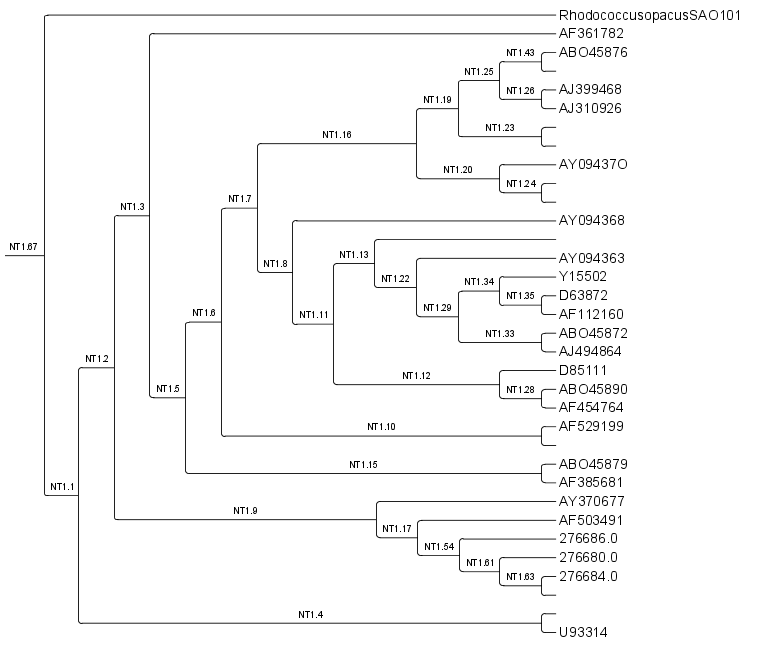 RhodococcusopacusSAO101
AF361782
NT1.43 ABO45876
NT1.25
NT1.26 AJ399468
NT1.19 AJ310926
NT1.23
NT1.16
NT1.20 AY09437O
NT1.24
NT1.7
NT1.3 AY094368
NT1.67
NT1.13 AY094363
NT1.8
NT1.22 NT1.34 Y15502
NT1.35 D63872
NT1.29
NT1.6 NT1.11 AF112160
NT1.33 ABO45872
AJ494864
NT1.2
NT1.12 D85111
NT1.5 NT1.28 ABO45890
AF454764
NT1.10 AF529199
NT1.15 ABO45879
AF385681
NT1.1
AY370677
NT1.9
NT1.17 AF503491
276686.0
NT1.54
NT1.61 276680.0
NT1.63 276684.0
NT1.4
U93314